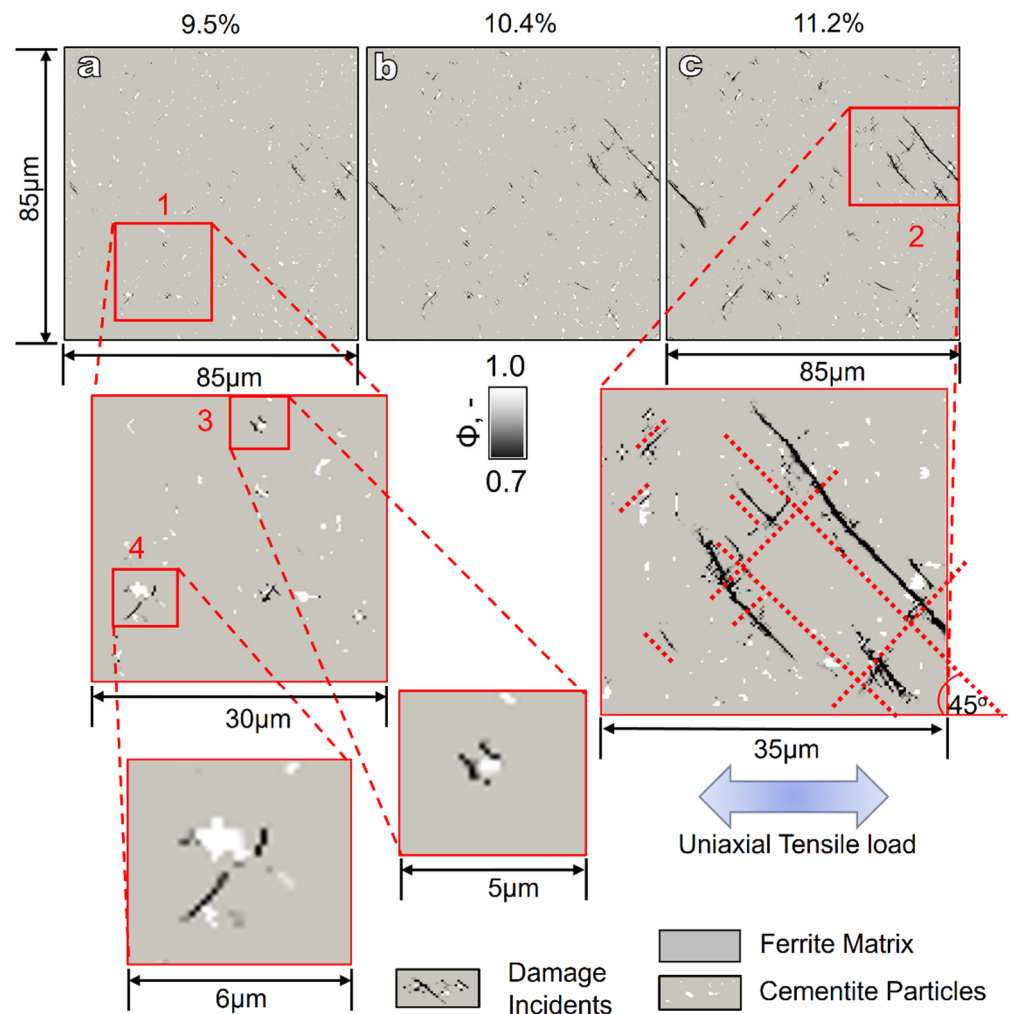 9.5%
10.4%
11.2%
a
b
c
85µm
1
2
85µm
85µm
1.0
Φ, -
0.7
3
4
45º
30µm
35µm
Uniaxial Tensile load
5µm
6µm
Damage
Incidents
Ferrite Matrix
Cementite Particles